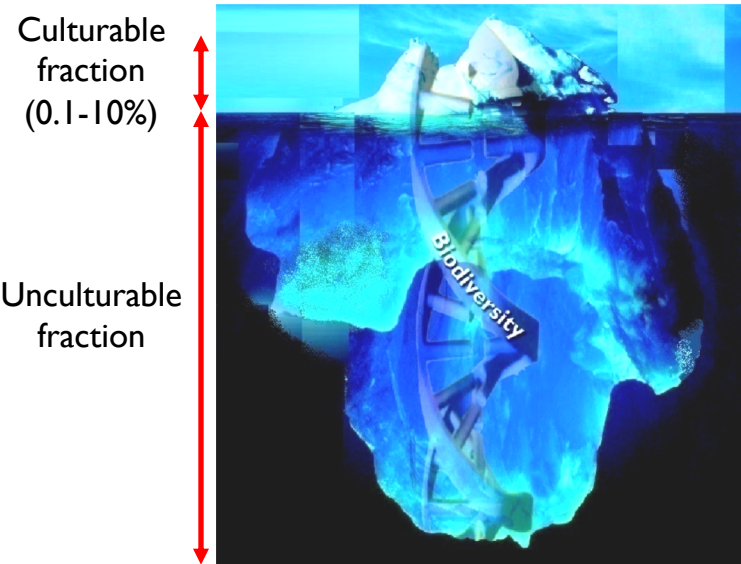 Culturable
fraction
(0.1-10%)
Biodiversity
Unculturable
fraction